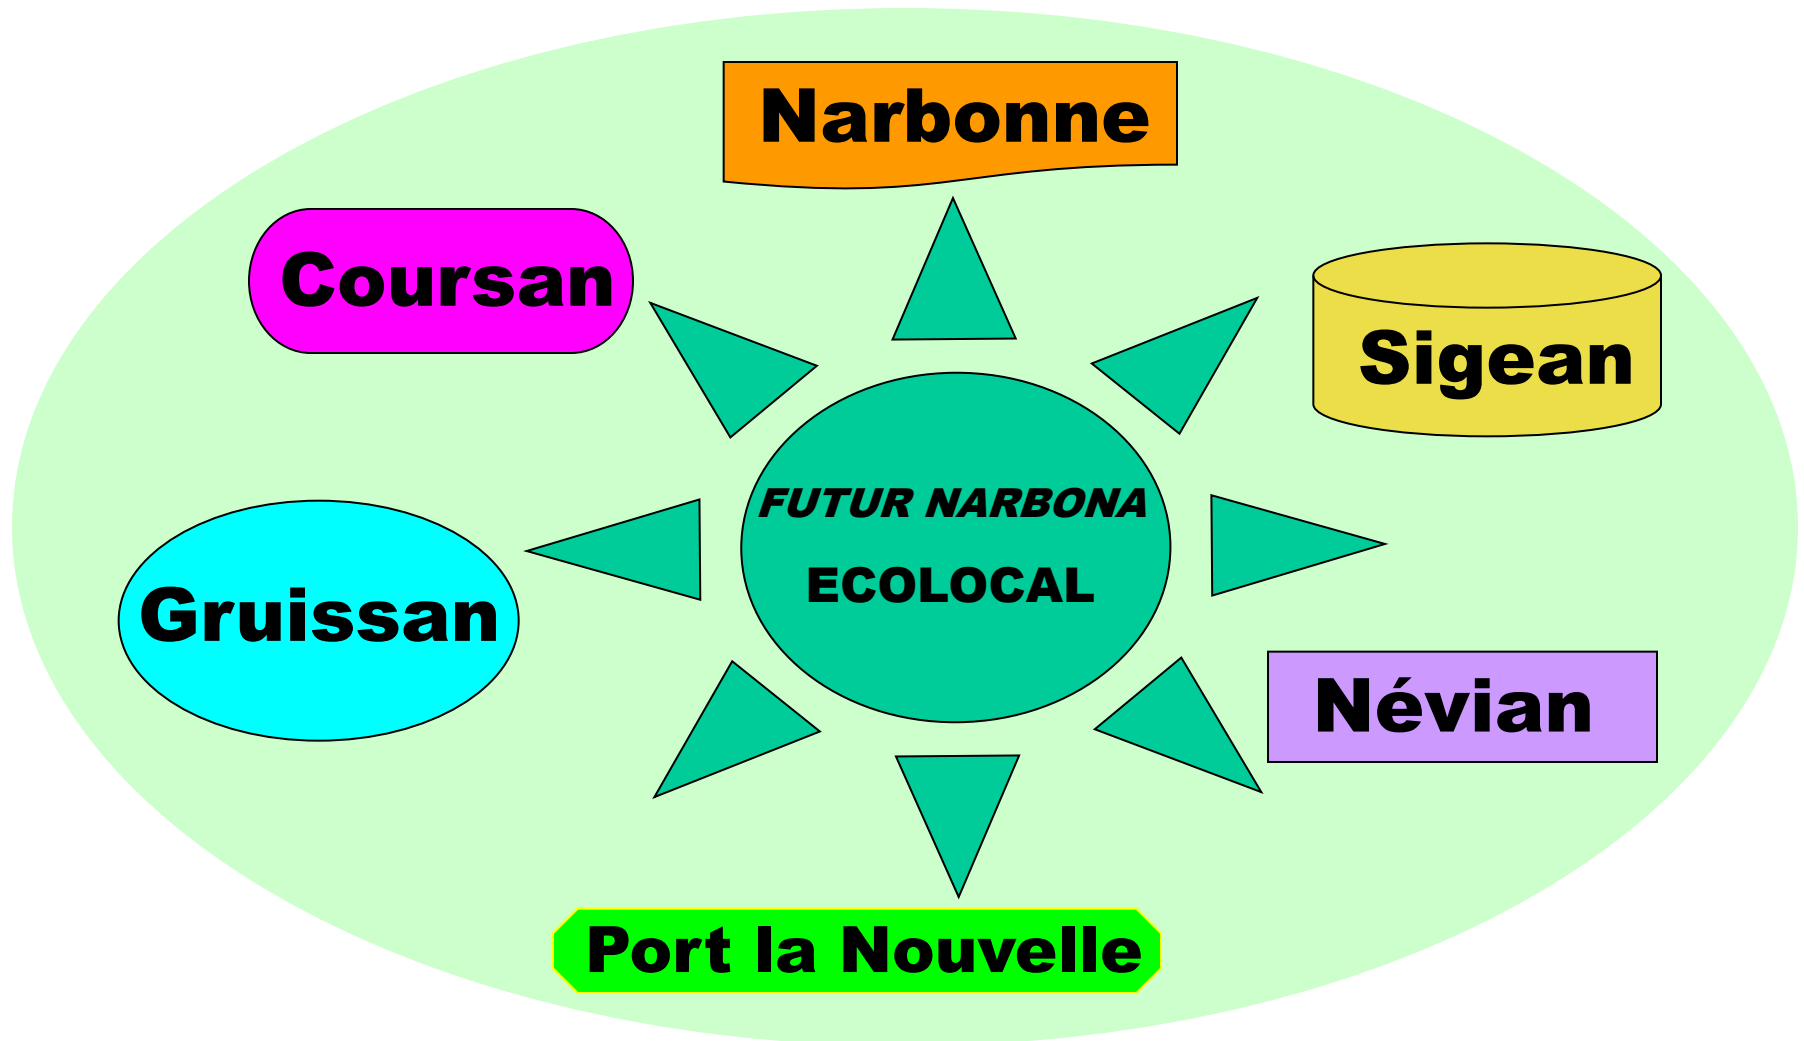 Narbonne
Coursan
Sigean
FUTUR NARBONA
ECOLOCAL
Gruissan
Névian
Port la Nouvelle